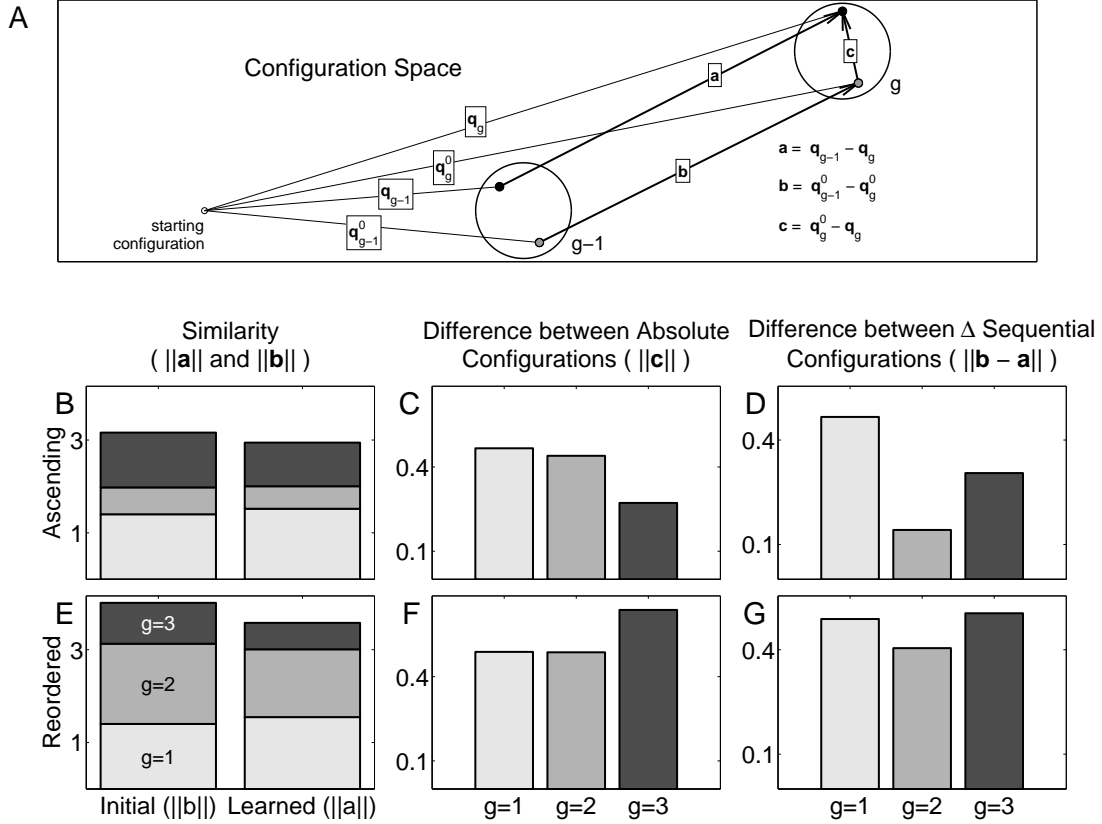 A
Configuration Space
q_g
q_g^0
q_{g−1}
q_{g−1}^0
starting
configuration
a
b
c
g
g−1
a = q_{g−1} − q_g
b = q_{g−1}^0 − q_g^0
c = q_g^0 − q_g
Similarity
( ||a|| and ||b|| )
Difference between Absolute
Configurations ( ||c|| )
Difference between Δ Sequential
Configurations ( ||b − a|| )
B
Ascending
3
1
C
0.4
0.1
D
0.4
0.1
E
Reordered
3
1
g=3
g=2
g=1
Initial (||b||) Learned (||a||)
F
0.4
0.1
g=1 g=2 g=3
G
0.4
0.1
g=1 g=2 g=3